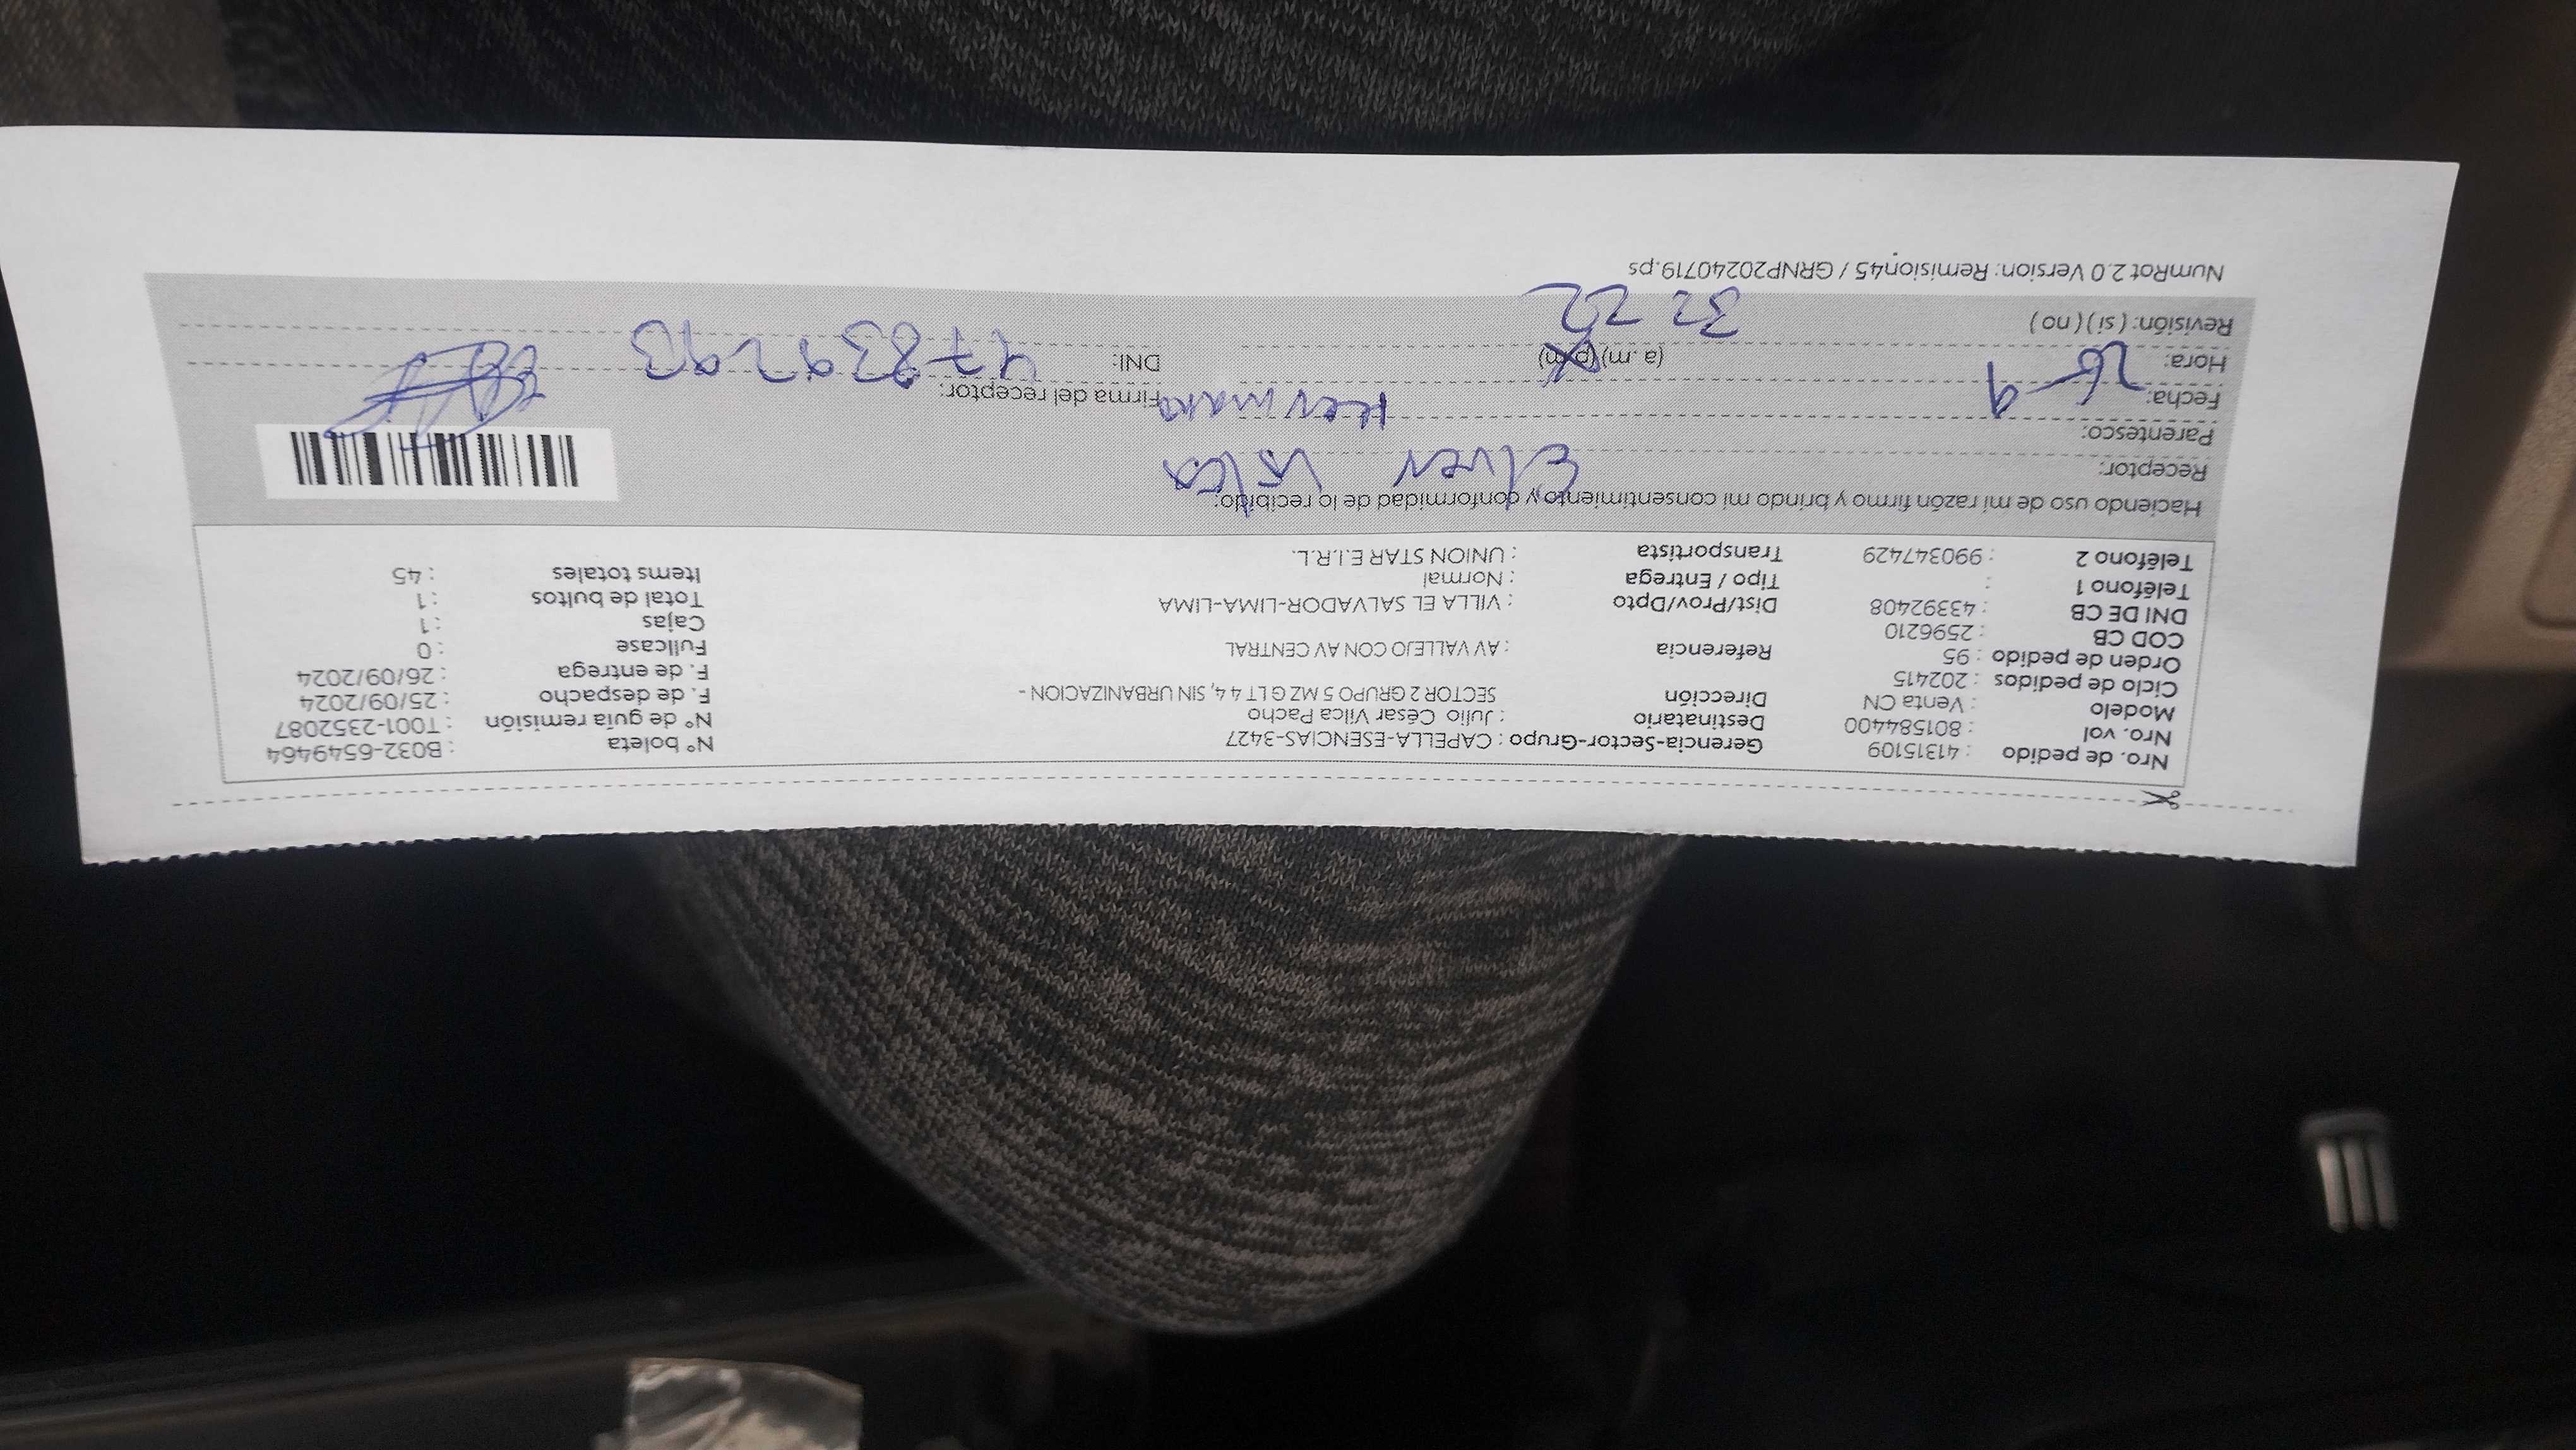 Nro. de pedido : 41315109 Gerencia-Sector-Grupo : CAPELLA-ESENCIAS-3427 N° boleta : B032-6549464
Nro. vol : 801584400 Destinatario : Julio César Vilca Pacha N° de guía remisión : T001-2352087
Modelo : Venta CN Dirección SECTOR 2 GRUPO 5 MZ G LT 4 4, SIN URBANIZACION - F. de despacho : 25/09/2024
Ciclo de pedidos : 202415 F. de entrega : 26/09/2024
Orden de pedido : 95 Referencia : AV VALLEJO CON AV CENTRAL Fullcase : 0
COD CB : 2596210 Cajas : 1
DNI DE CB : 43392408 Dist/Prov/Dpto : VILLA EL SALVADOR-LIMA-LIMA Total de bultos : 1
Teléfono 1 : Tipo / Entrega : Normal Items totales : 45
Teléfono 2 : 990347429 Transportista : UNION STAR E.I.R.L.
Haciendo uso de mi razón firmo y brindo mi consentimiento y conformidad de lo recibido:
Receptor: Elver Vilca
Parentesco: Hermano
Fecha: 26-9 Firma del receptor:
Hora: (a. m) (p.m) DNI: 
Revisión: ( si ) ( no )
NumRot 2.0 Version: Remision45 / GRNP20240719.ps